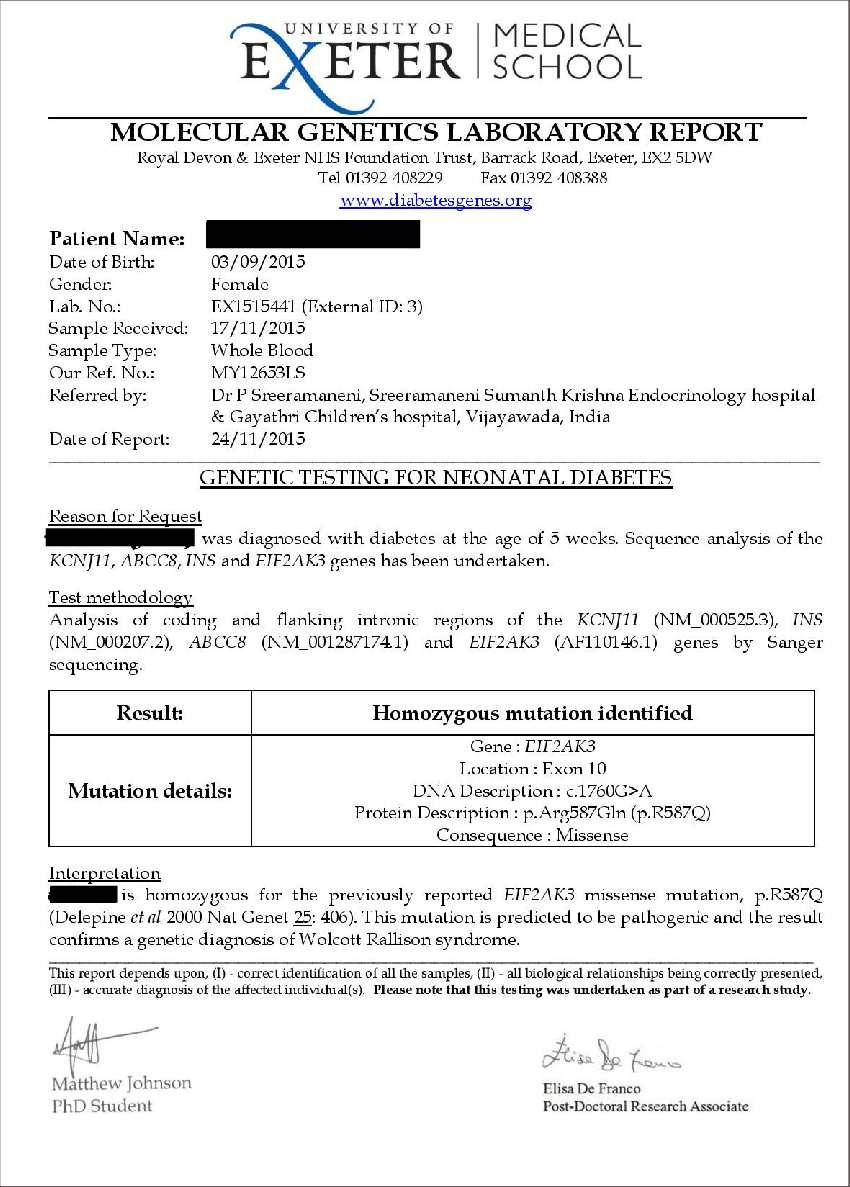 UNIVERSITY OF
EXETER
MEDICAL
SCHOOL
MOLECULAR GENETICS LABORATORY REPORT
Royal Devon & Exeter NHS Foundation Trust, Barrack Road, Exeter, EX2 5DW
Tel 01392 408229 Fax 01392 408388
www.diabetesgenes.org
Patient Name:
Date of Birth: 03/09/2015
Gender: Female
Lab. No.: EX1515441 (External ID: 3)
Sample Received: 17/11/2015
Sample Type: Whole Blood
Our Ref. No.: MY12653LS
Referred by: Dr P Sreeramaneni, Sreeramaneni Sumanth Krishna Endocrinology hospital
& Gayathri Children's hospital, Vijayawada, India
Date of Report: 24/11/2015
GENETIC TESTING FOR NEONATAL DIABETES
Reason for Request
was diagnosed with diabetes at the age of 5 weeks. Sequence analysis of the
KCNJ11, ABCC8, INS and EIF2AK3 genes has been undertaken.
Test methodology
Analysis of coding and flanking intronic regions of the KCNJ11 (NM_000525.3), INS
(NM_000207.2), ABCC8 (NM_001287174.1) and EIF2AK3 (AF110146.1) genes by Sanger
sequencing.
Result: Homozygous mutation identified
Mutation details:
Gene : EIF2AK3
Location : Exon 10
DNA Description : c.1760G>A
Protein Description : p.Arg587Gln (p.R587Q)
Consequence : Missense
Interpretation
is homozygous for the previously reported EIF2AK3 missense mutation, p.R587Q
(Delepine et al 2000 Nat Genet 25: 406). This mutation is predicted to be pathogenic and the result
confirms a genetic diagnosis of Wolcott Rallison syndrome.
This report depends upon, (I) - correct identification of all the samples, (II) - all biological relationships being correctly presented,
(III) - accurate diagnosis of the affected individual(s). Please note that this testing was undertaken as part of a research study.
Matthew Johnson
PhD Student
Elisa De Franco
Elisa De Franco
Post-Doctoral Research Associate